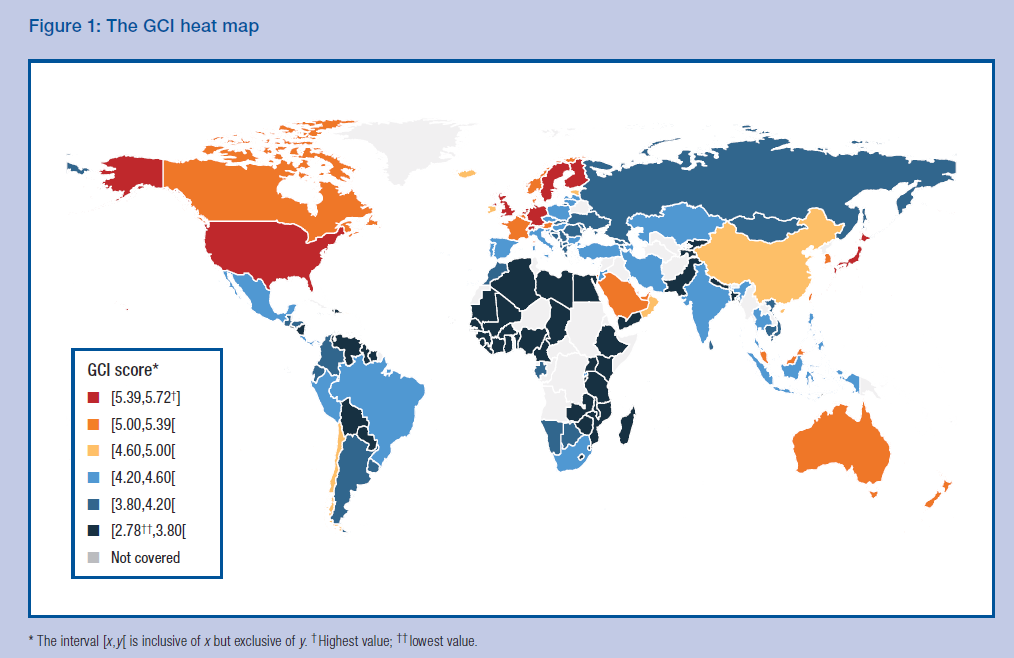 Figure 1: The GCI heat map
GCI score*
[5.39,5.72†]
[5.00,5.39[
[4.60,5.00[
[4.20,4.60[
[3.80,4.20[
[2.78††,3.80[
Not covered
* The interval [x,y[ is inclusive of x but exclusive of y. †Highest value; ††lowest value.